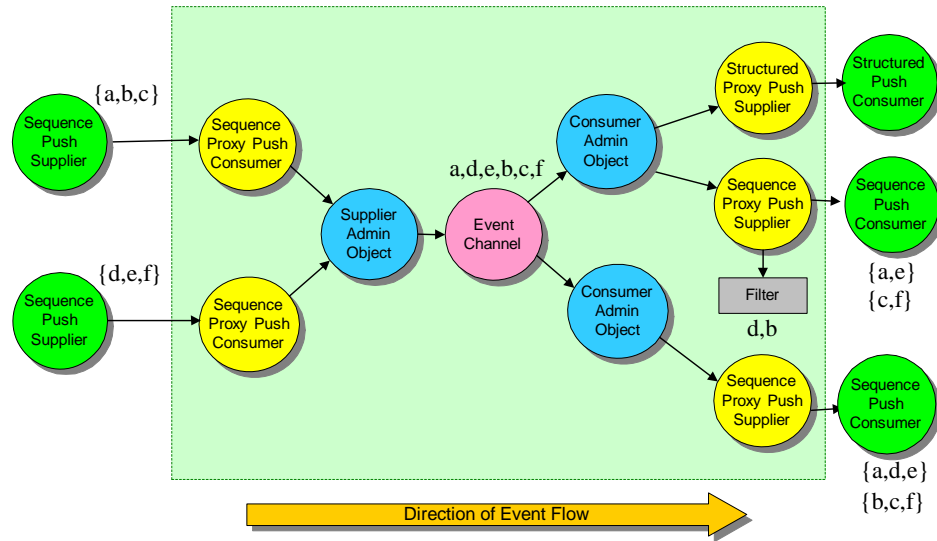 {a,b,c}
Sequence
Push
Supplier
Sequence
Proxy Push
Consumer
{d,e,f}
Sequence
Push
Supplier
Sequence
Proxy Push
Consumer
Supplier
Admin
Object
a,d,e,b,c,f
Event
Channel
Consumer
Admin
Object
Consumer
Admin
Object
Structured
Proxy Push
Supplier
Structured
Push
Consumer
Sequence
Proxy Push
Supplier
Sequence
Push
Consumer
{a,e}
{c,f}
Filter
d,b
Sequence
Proxy Push
Supplier
Sequence
Push
Consumer
{a,d,e}
{b,c,f}
Direction of Event Flow